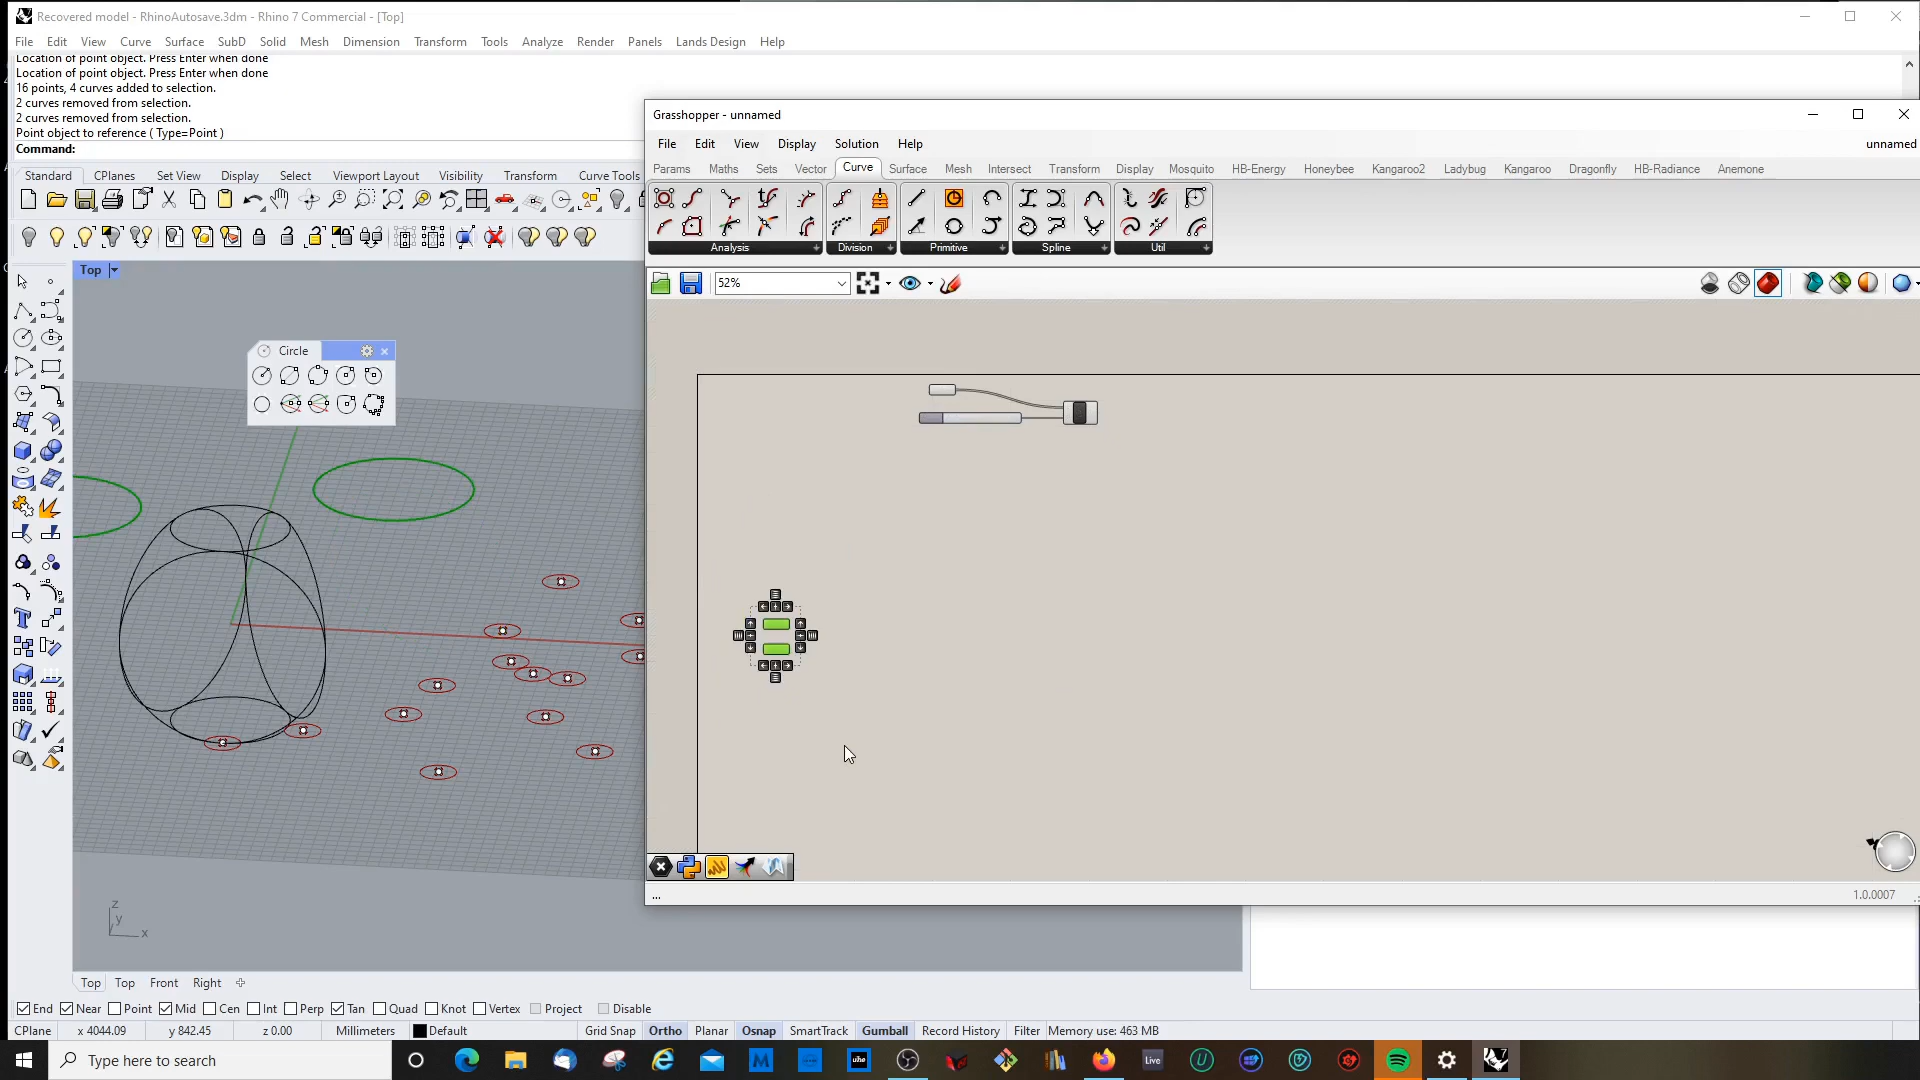 Recovered model - RhinoAutosave.3dm - Rhino 7 Commercial - [Top]
File Edit View Curve Surface SubD Solid Mesh Dimension Transform Tools Analyze Render Panels Lands Design Help
Location of point object. Press Enter when done
Location of point object. Press Enter when done
16 points, 4 curves added to selection.
2 curves removed from selection.
2 curves removed from selection.
Point object to reference ( Type=Point )
Command:
Standard CPlanes Set View Display Select Viewport Layout Visibility Transform Curve Tools
Top
Circle
Grasshopper - unnamed
File Edit View Display Solution Help
unnamed
Params Maths Sets Vector Curve Surface Mesh Intersect Transform Display Mosquito HB-Energy Honeybee Kangaroo2 Ladybug Kangaroo Dragonfly HB-Radiance Anemone
Analysis Division Primitive Spline Util
52%
...
1.0.0007
z
y
x
Top Top Front Right
End Near Point Mid Cen Int Perp Tan Quad Knot Vertex Project Disable
CPlane x 4044.09 y 842.45 z 0.00 Millimeters Default Grid Snap Ortho Planar Osnap SmartTrack Gumball Record History Filter Memory use: 463 MB
Type here to search
uhe
Live